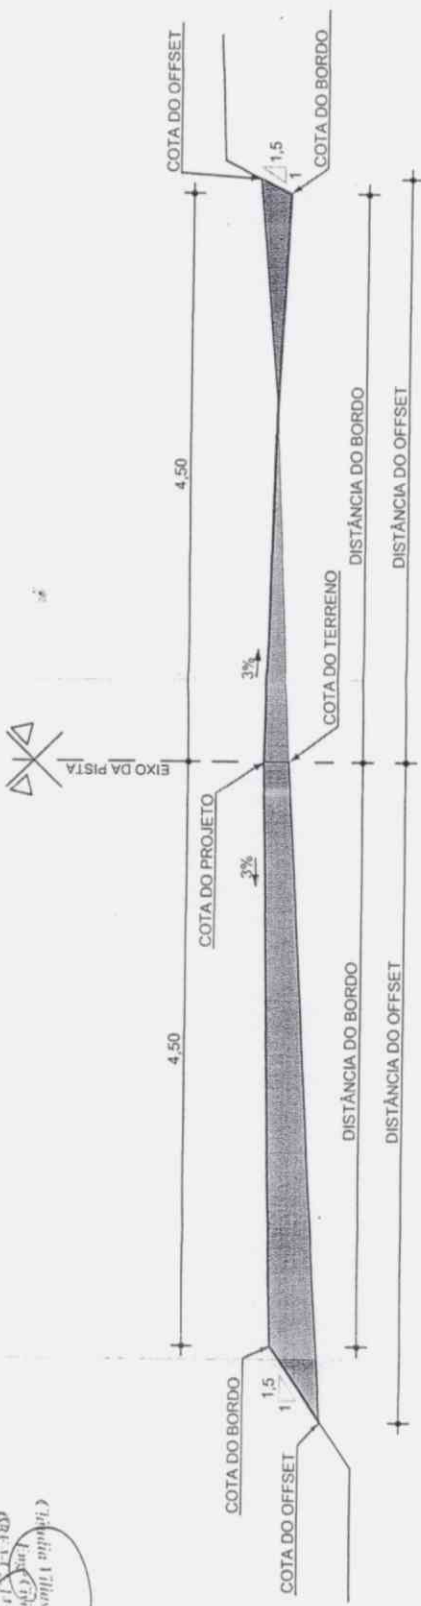 EIXO DA PISTA
4,50
4,50
COTA DO OFFSET
COTA DO PROJETO
COTA DO BORDO
3%
3%
1,5
1
1,5
1
COTA DO BORDO
COTA DO TERRENO
COTA DO OFFSET
DISTÂNCIA DO BORDO
DISTÂNCIA DO BORDO
DISTÂNCIA DO OFFSET
DISTÂNCIA DO OFFSET